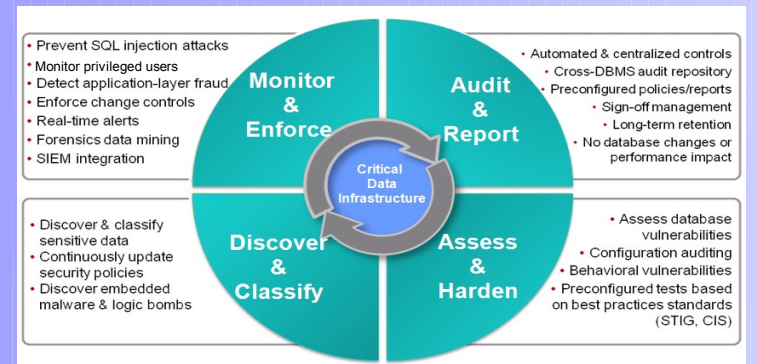 • Prevent SQL injection attacks
• Monitor privileged users
• Detect application-layer fraud
• Enforce change controls
• Real-time alerts
• Forensics data mining
• SIEM integration
Monitor
&
Enforce
Audit
&
Report
• Automated & centralized controls
• Cross-DBMS audit repository
• Preconfigured policies/reports
• Sign-off management
• Long-term retention
• No database changes or
performance impact
Critical
Data
Infrastructure
• Discover & classify
sensitive data
• Continuously update
security policies
• Discover embedded
malware & logic bombs
Discover
&
Classify
Assess
&
Harden
• Assess database
vulnerabilities
• Configuration auditing
• Behavioral vulnerabilities
• Preconfigured tests based
on best practices standards
(STIG, CIS)